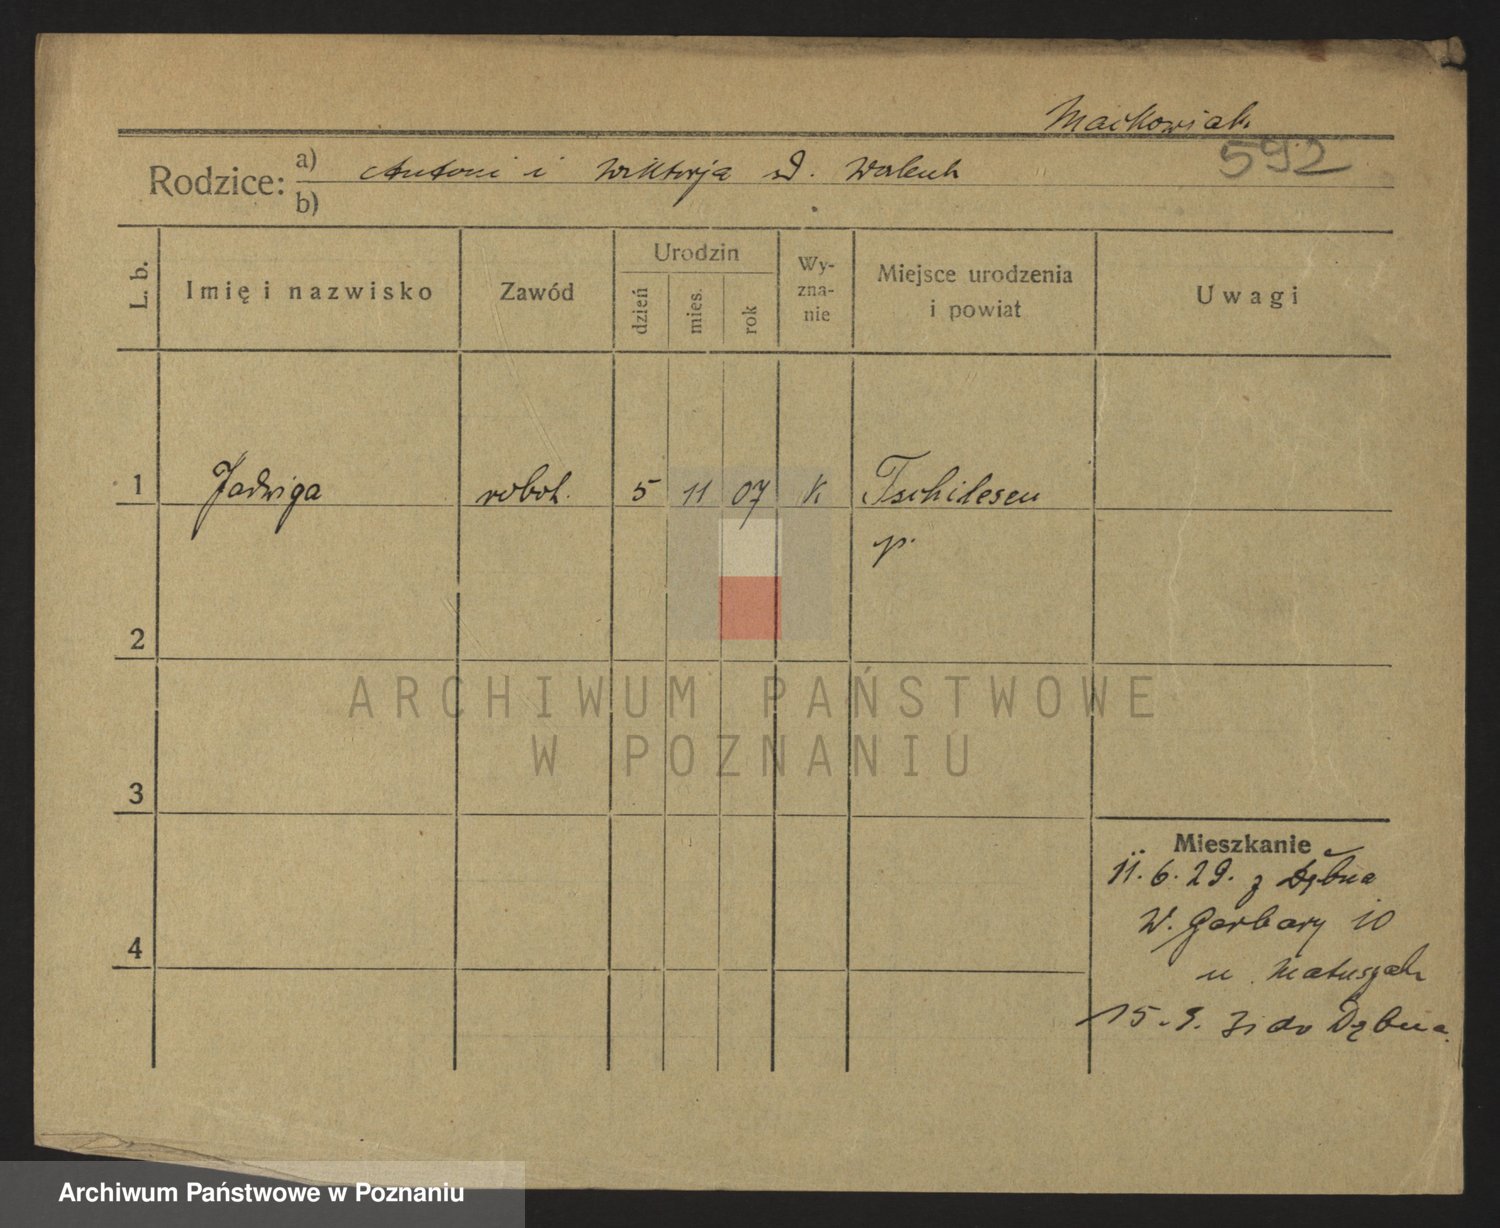 Maćkowiak
592
Rodzice: a) Antoni i Wiktorja
b)
L. b. Imię i nazwisko Zawód Urodzin dzień mies. rok Wy-zna-nie Miejsce urodzenia i powiat Uwagi
1 Jadwiga robot. 5 11 07 K Tschilesen
p.
2
ARCHIWUM PAŃSTWOWE
W POZNANIU
3
Mieszkanie
11.6.29. z Dębna
W. Garbary 10
u. Matuszak
4
15.9. do Dębna
Archiwum Państwowe w Poznaniu